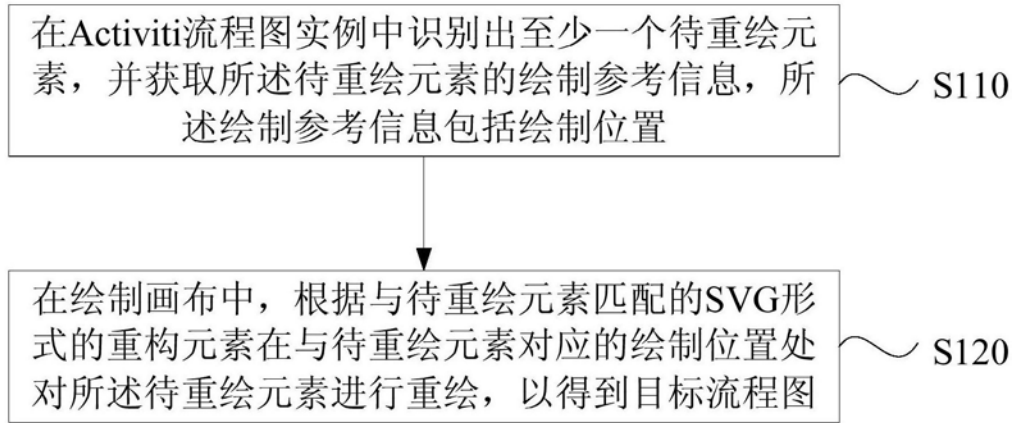 在Activiti流程图实例中识别出至少一个待重绘元
素，并获取所述待重绘元素的绘制参考信息，所
述绘制参考信息包括绘制位置
S110
在绘制画布中，根据与待重绘元素匹配的SVG形
式的重构元素在与待重绘元素对应的绘制位置处
对所述待重绘元素进行重绘，以得到目标流程图
S120